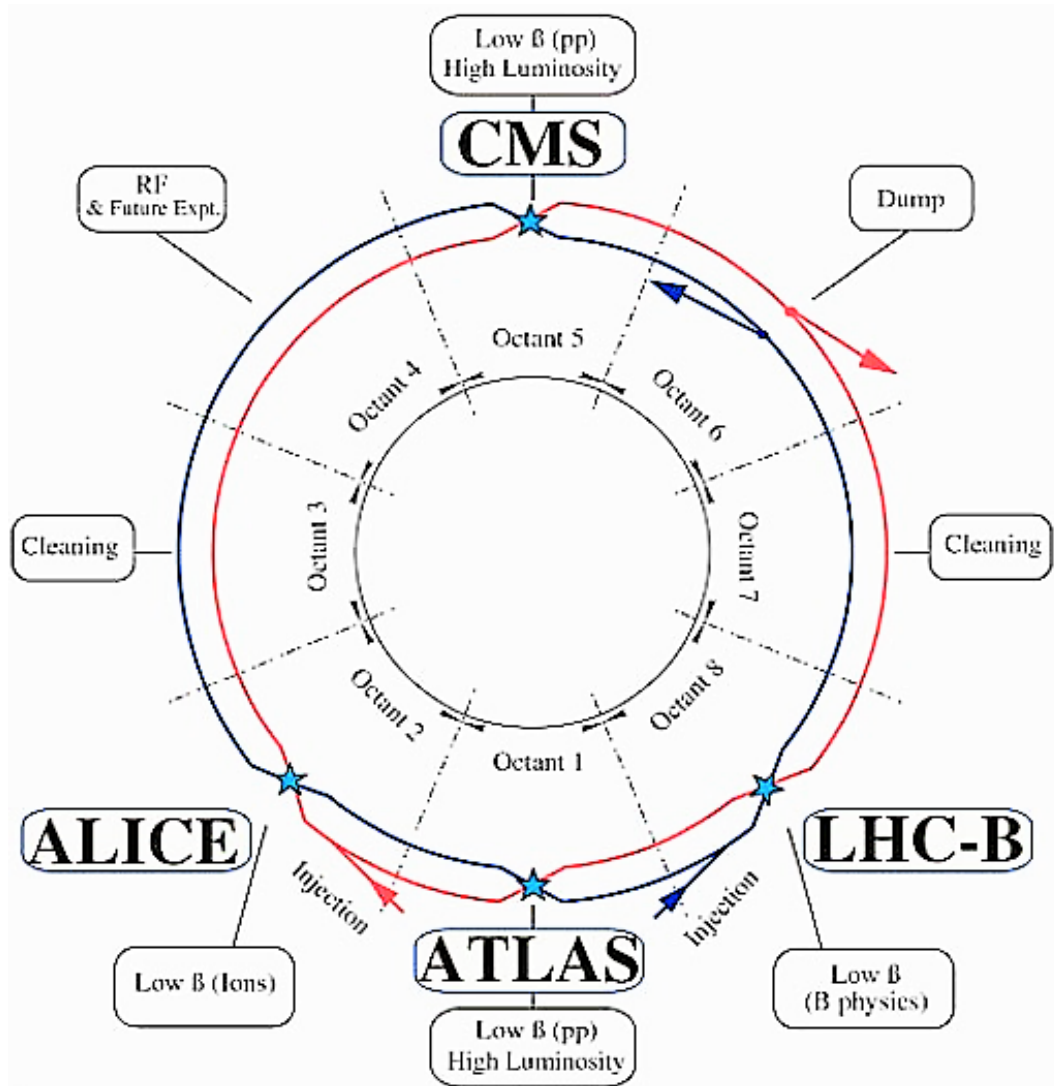 Low ß (pp)
High Luminosity
CMS
RF
& Future Expt.
Dump
Octant 5
Octant 4
Octant 6
Cleaning
Octant 3
Octant 7
Cleaning
Octant 2
Octant 8
Octant 1
ALICE
LHC-B
Injection
Injection
ATLAS
Low ß (Ions)
Low ß
(B physics)
Low ß (pp)
High Luminosity